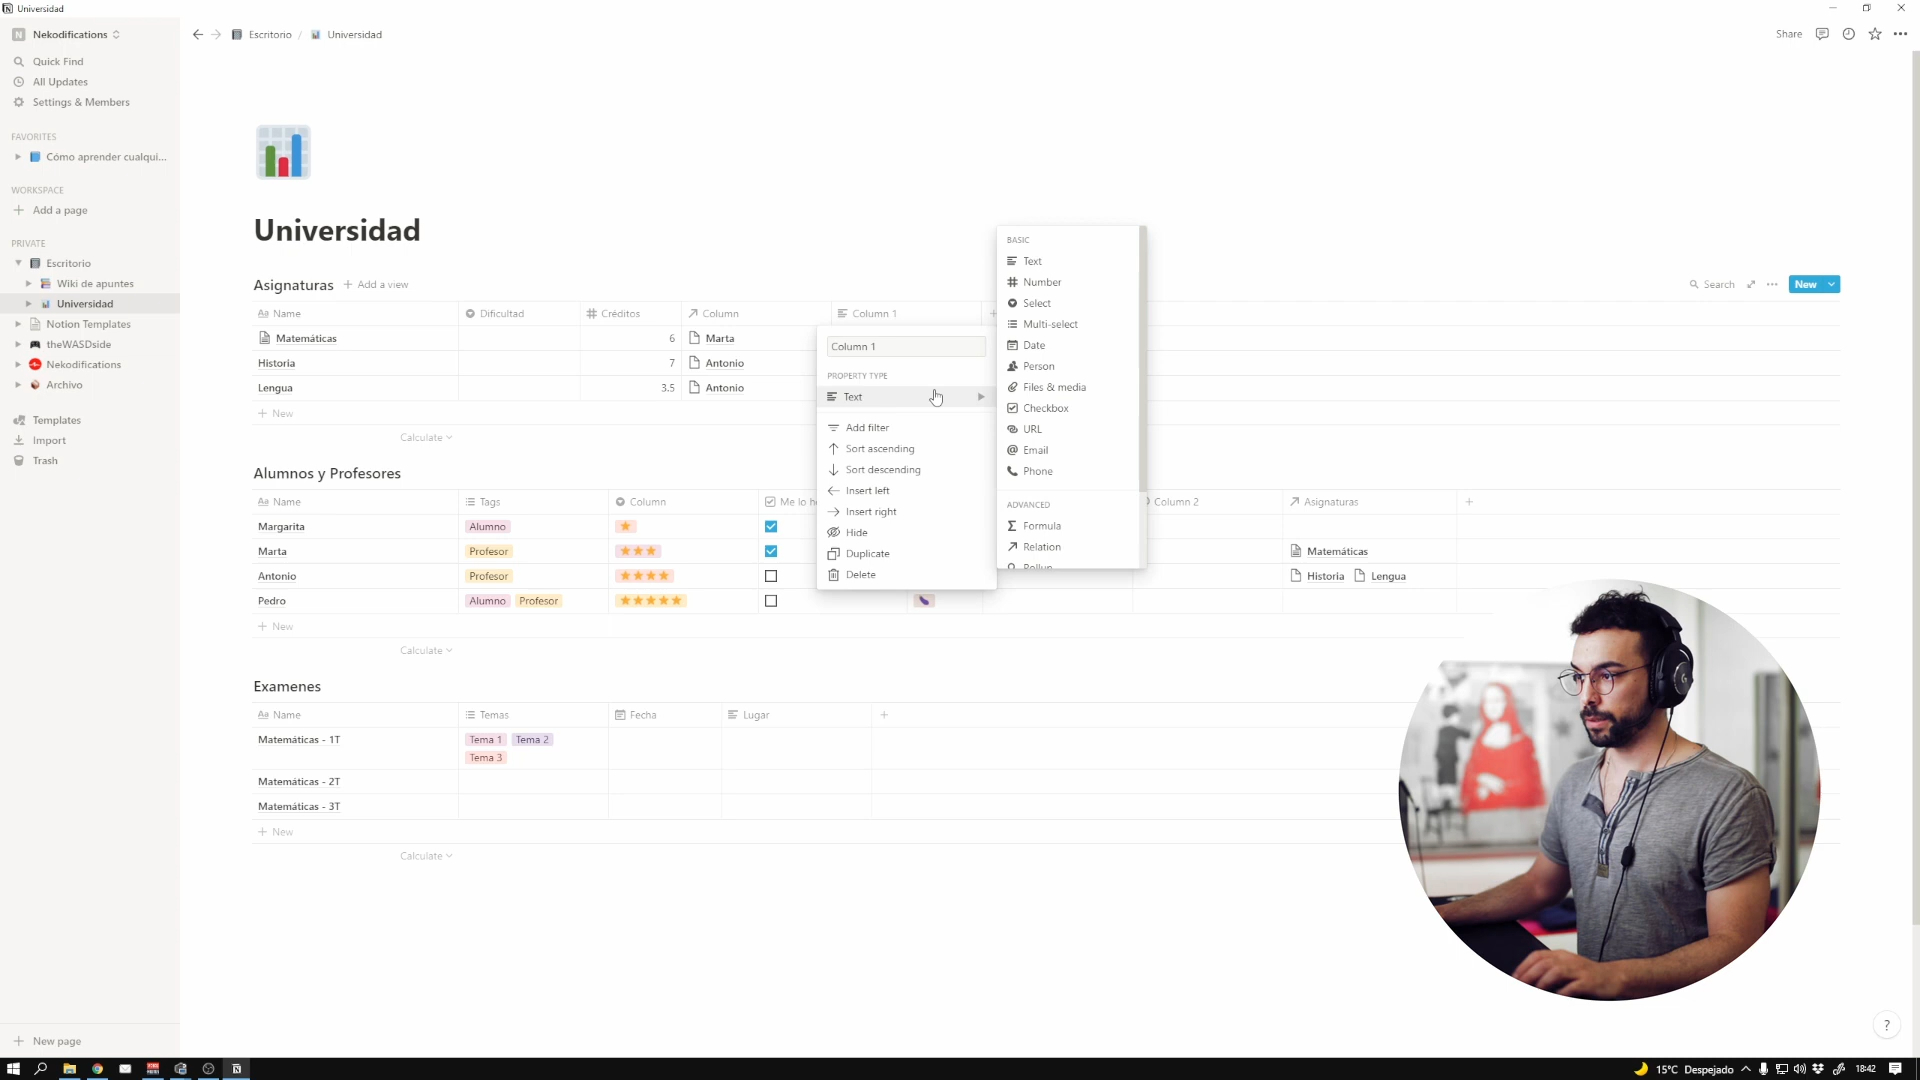 Universidad
Nekodifications
Escritorio / Universidad
Share
Quick Find
All Updates
Settings & Members
FAVORITES
Cómo aprender cualqui...
WORKSPACE
Add a page
PRIVATE
Escritorio
Wiki de apuntes
Universidad
Notion Templates
theWASDside
Nekodifications
Archivo
Templates
Import
Trash
New page
Universidad
Asignaturas + Add a view
Search
New
Name Dificultad Créditos Column Column 1
Matemáticas 6 Marta
Historia 7 Antonio
Lengua 3.5 Antonio
+ New
Calculate
Column 1
PROPERTY TYPE
Text
Add filter
Sort ascending
Sort descending
Insert left
Insert right
Hide
Duplicate
Delete
BASIC
Text
Number
Select
Multi-select
Date
Person
Files & media
Checkbox
URL
Email
Phone
ADVANCED
Formula
Relation
Rollup
Alumnos y Profesores
Name Tags Column Me lo he Column 2 Asignaturas
Margarita Alumno
Marta Profesor Matemáticas
Antonio Profesor Historia Lengua
Pedro Alumno Profesor
+ New
Calculate
Examenes
Name Temas Fecha Lugar
Matemáticas - 1T Tema 1 Tema 2
Tema 3
Matemáticas - 2T
Matemáticas - 3T
+ New
Calculate
?
15°C Despejado 18:42